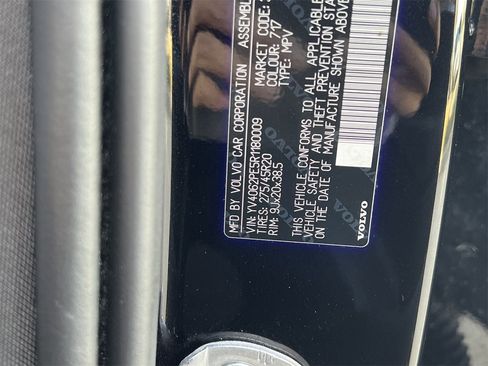 MFD BY VOLVO CAR CORPORATION ASSEMBL
VIN: YV4062PE5R1180009 MARKET CODE:
TIRES: 275/45R20 COLOUR: 717
RIM: 9Jx20x38.5 TYPE: MPV
THIS VEHICLE CONFORMS TO ALL APPLICABLE
VEHICLE SAFETY AND THEFT PREVENTION STA
ON THE DATE OF MANUFACTURE SHOWN ABOVE
VOLVO